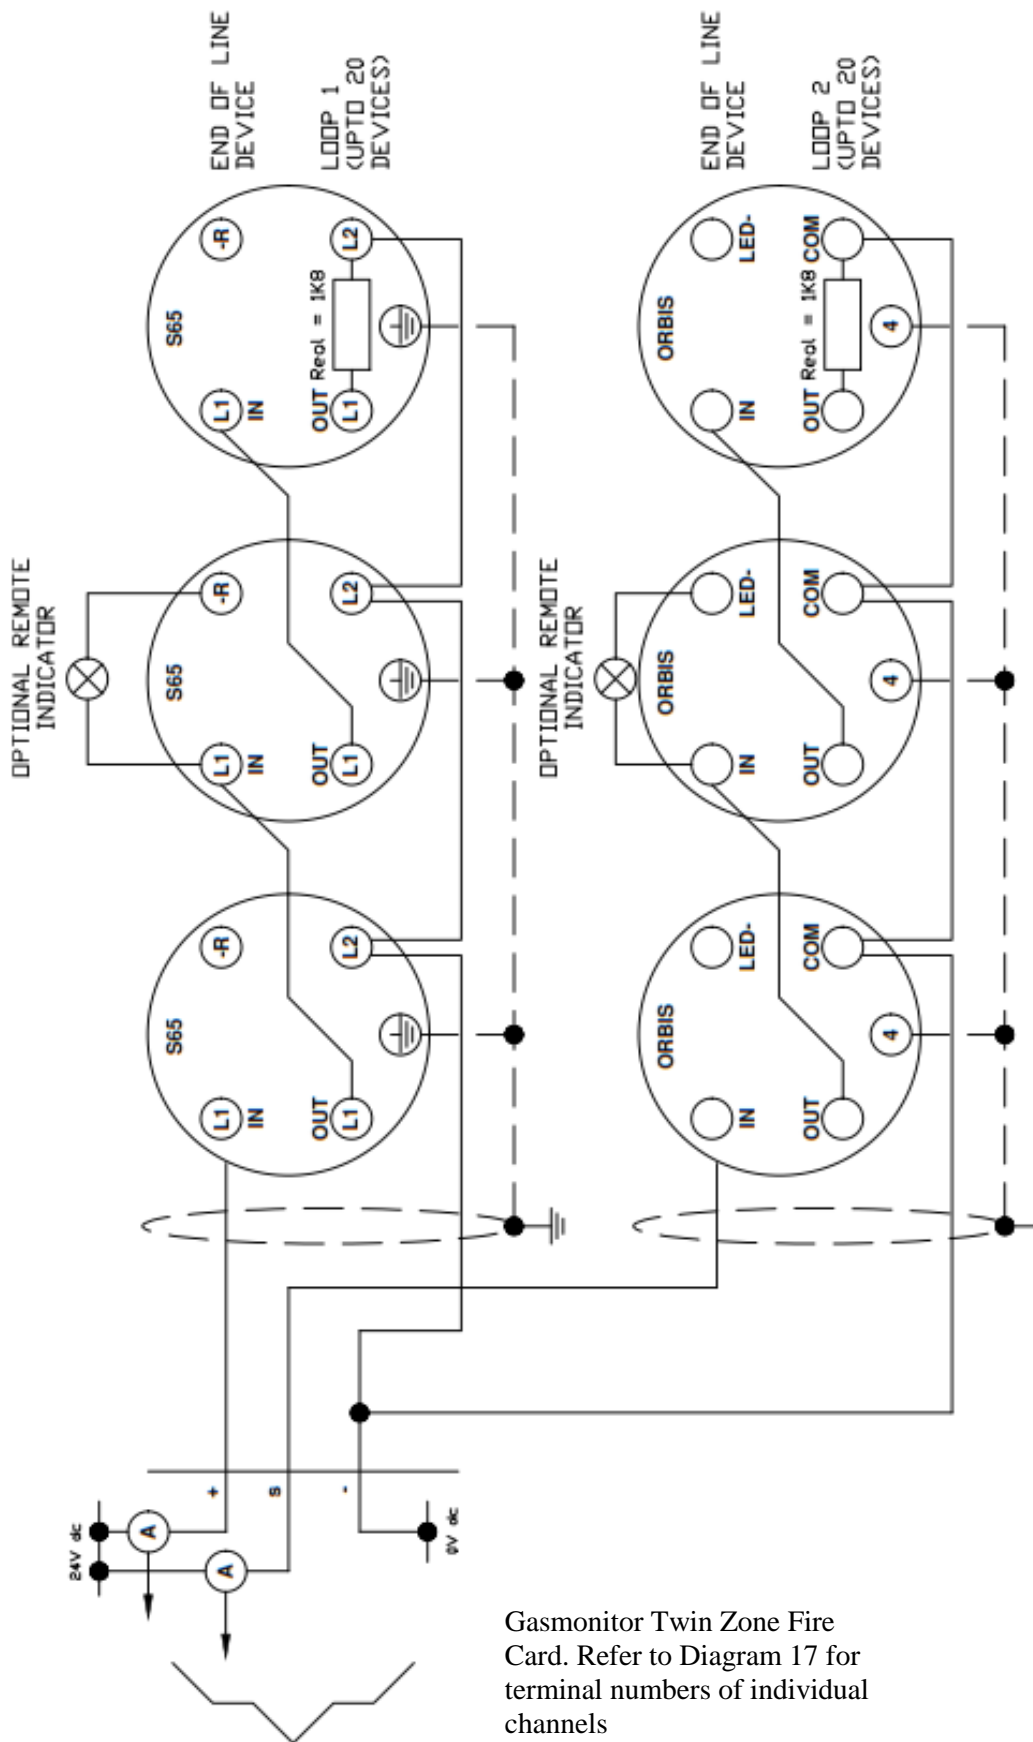 OPTIONAL REMOTE
INDICATOR
24V dc
A
S65
S65
S65
END OF LINE
DEVICE
A
+
L1
-R
L1
-R
L1
-R
IN
IN
IN
s
OUT
OUT
OUT
Reol = 1K8
LOOP 1
(UPTO 20
DEVICES)
-
L1
L2
L1
L2
L1
L2
0V dc
OPTIONAL REMOTE
INDICATOR
ORBIS
ORBIS
ORBIS
END OF LINE
DEVICE
IN
LED-
IN
LED-
IN
LED-
OUT
COM
OUT
COM
OUT
Reol = 1K8
COM
LOOP 2
(UPTO 20
DEVICES)
4
4
4
Gasmonitor Twin Zone Fire
Card. Refer to Diagram 17 for
terminal numbers of individual
channels